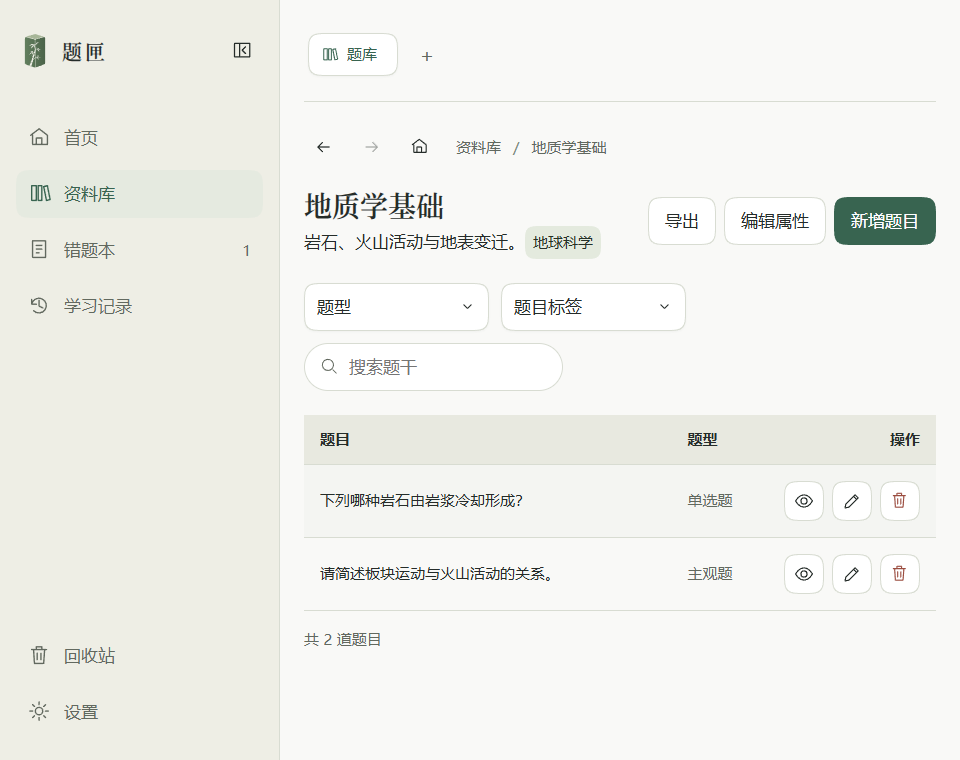 题匣
首页
资料库
错题本 1
学习记录
回收站
设置
题库 +
资料库 / 地质学基础
地质学基础
岩石、火山活动与地表变迁。 地球科学
导出 编辑属性 新增题目
题型 题目标签
搜索题干
题目 题型 操作
下列哪种岩石由岩浆冷却形成? 单选题
请简述板块运动与火山活动的关系。 主观题
共 2 道题目